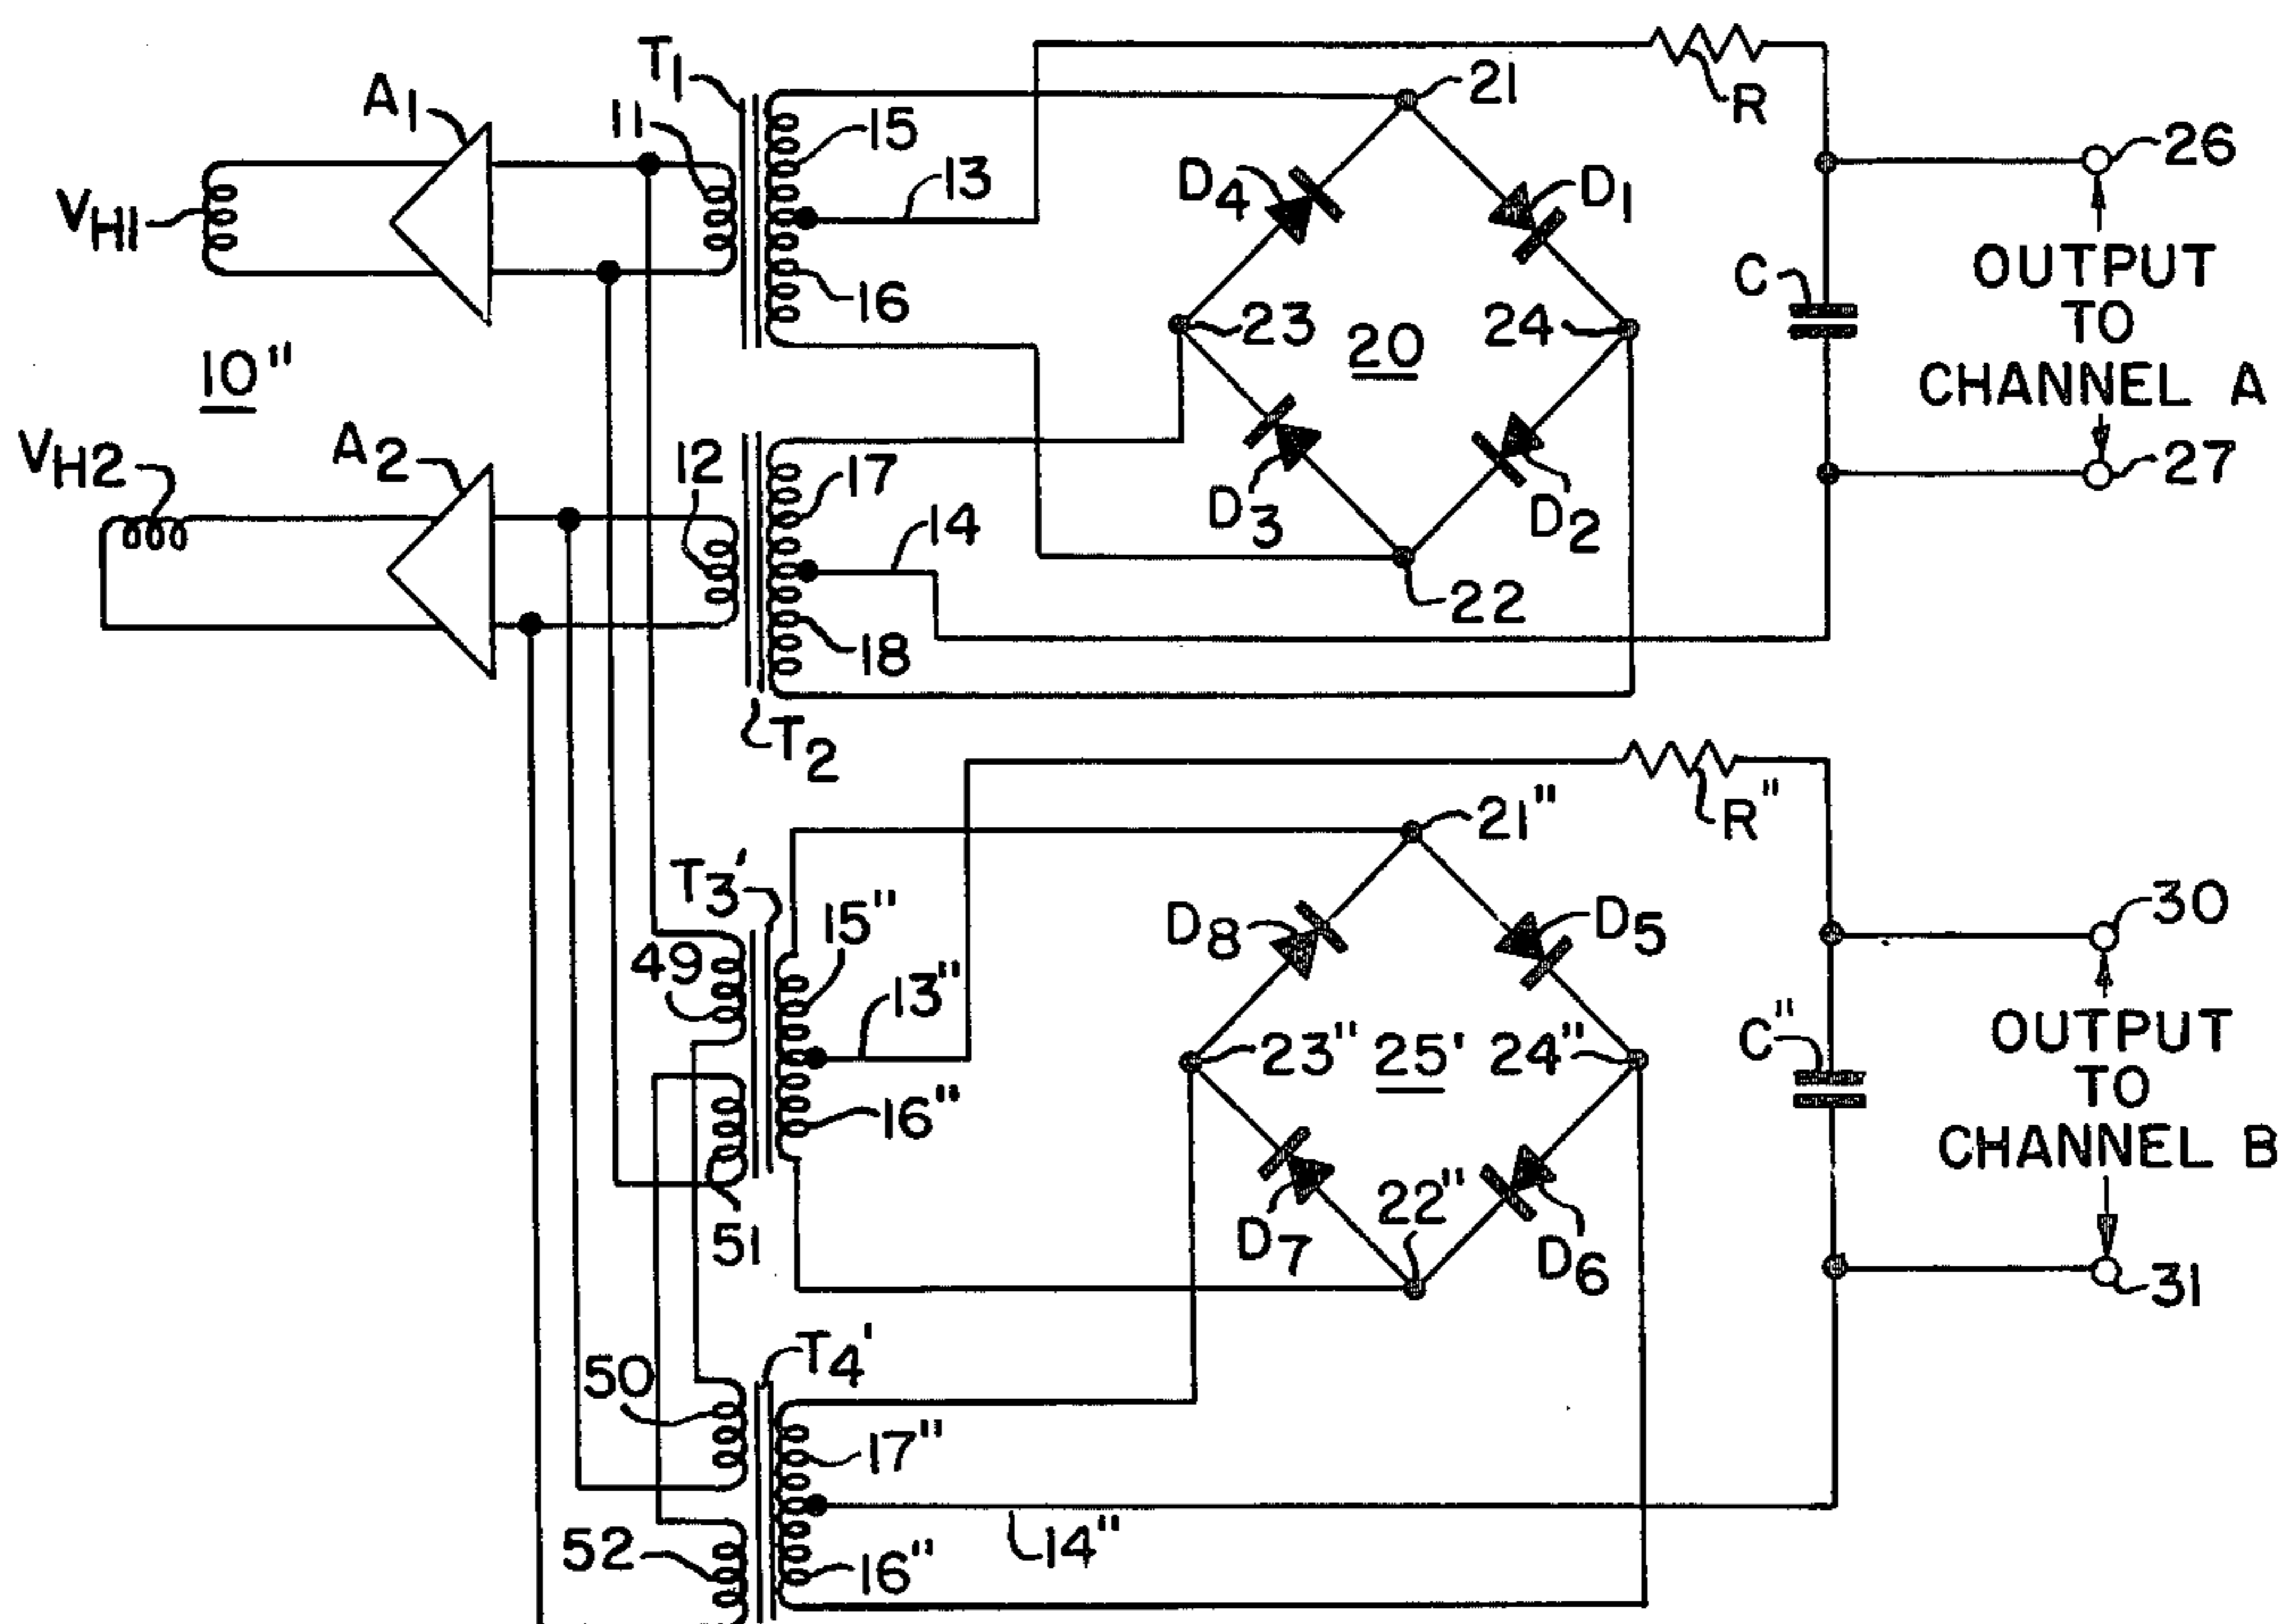 T1
A1
11
15
13
16
VH1
10"
21
R
26
D4
D1
C
OUTPUT
TO
CHANNEL A
23
20
24
27
VH2
A2
12
17
14
18
T2
D3
D2
22
R"
21"
T3'
15"
13"
16"
49
51
D8
D5
30
23"
25'
24"
C"
OUTPUT
TO
CHANNEL B
D7
22"
D6
31
T4'
50
17"
14"
52
16"